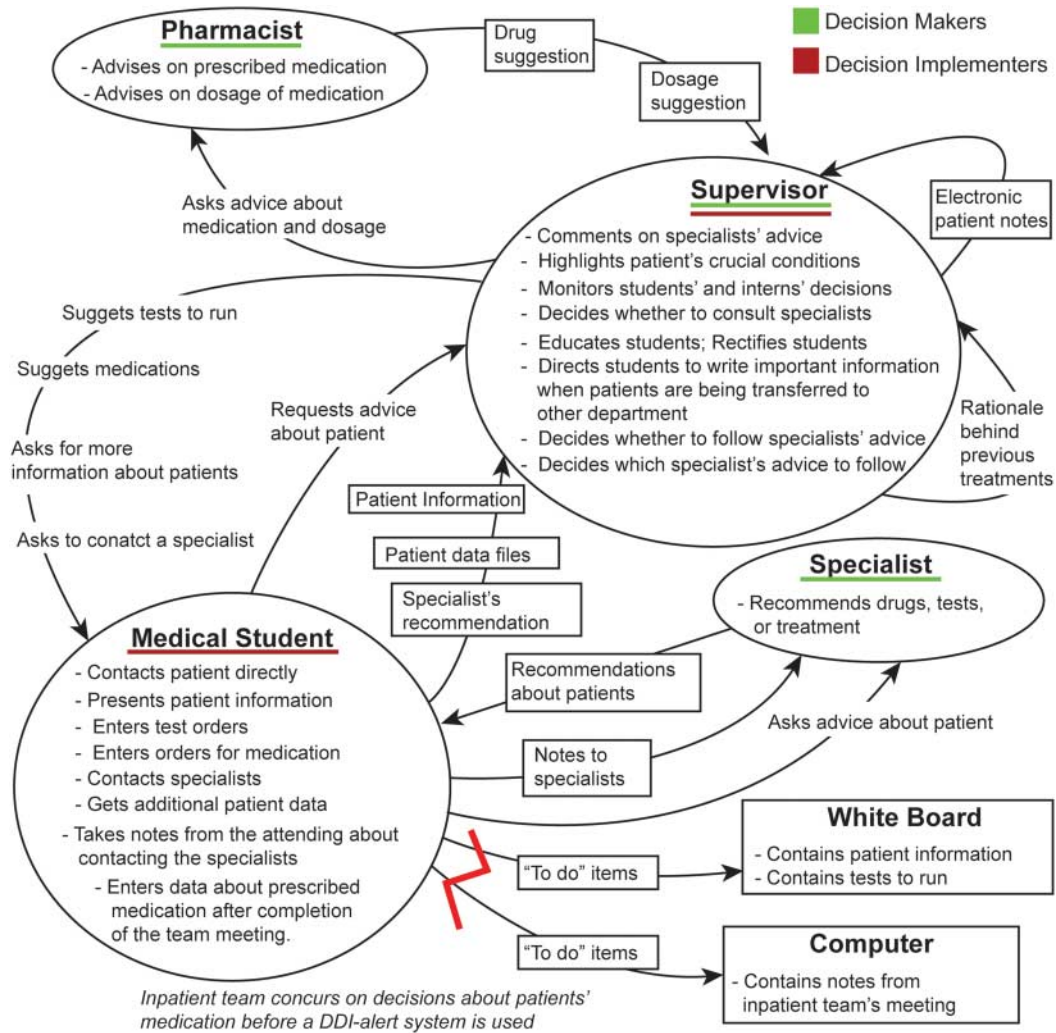 Pharmacist
- Advises on prescribed medication
- Advises on dosage of medication
Drug
suggestion
Dosage
suggestion
Decision Makers
Decision Implementers
Asks advice about
medication and dosage
Supervisor
- Comments on specialists' advice
- Highlights patient's crucial conditions
- Monitors students' and interns' decisions
- Decides whether to consult specialists
- Educates students; Rectifies students
- Directs students to write important information
when patients are being transferred to
other department
- Decides whether to follow specialists' advice
- Decides which specialist's advice to follow
Electronic
patient notes
Rationale
behind
previous
treatments
Suggets tests to run
Suggets medications
Asks for more
information about patients
Asks to conatct a specialist
Requests advice
about patient
Patient Information
Patient data files
Specialist's
recommendation
Specialist
- Recommends drugs, tests,
or treatment
Medical Student
- Contacts patient directly
- Presents patient information
- Enters test orders
- Enters orders for medication
- Contacts specialists
- Gets additional patient data
- Takes notes from the attending about
contacting the specialists
- Enters data about prescribed
medication after completion
of the team meeting.
Recommendations
about patients
Notes to
specialists
Asks advice about patient
"To do" items
White Board
- Contains patient information
- Contains tests to run
"To do" items
Computer
- Contains notes from
inpatient team's meeting
Inpatient team concurs on decisions about patients'
medication before a DDI-alert system is used